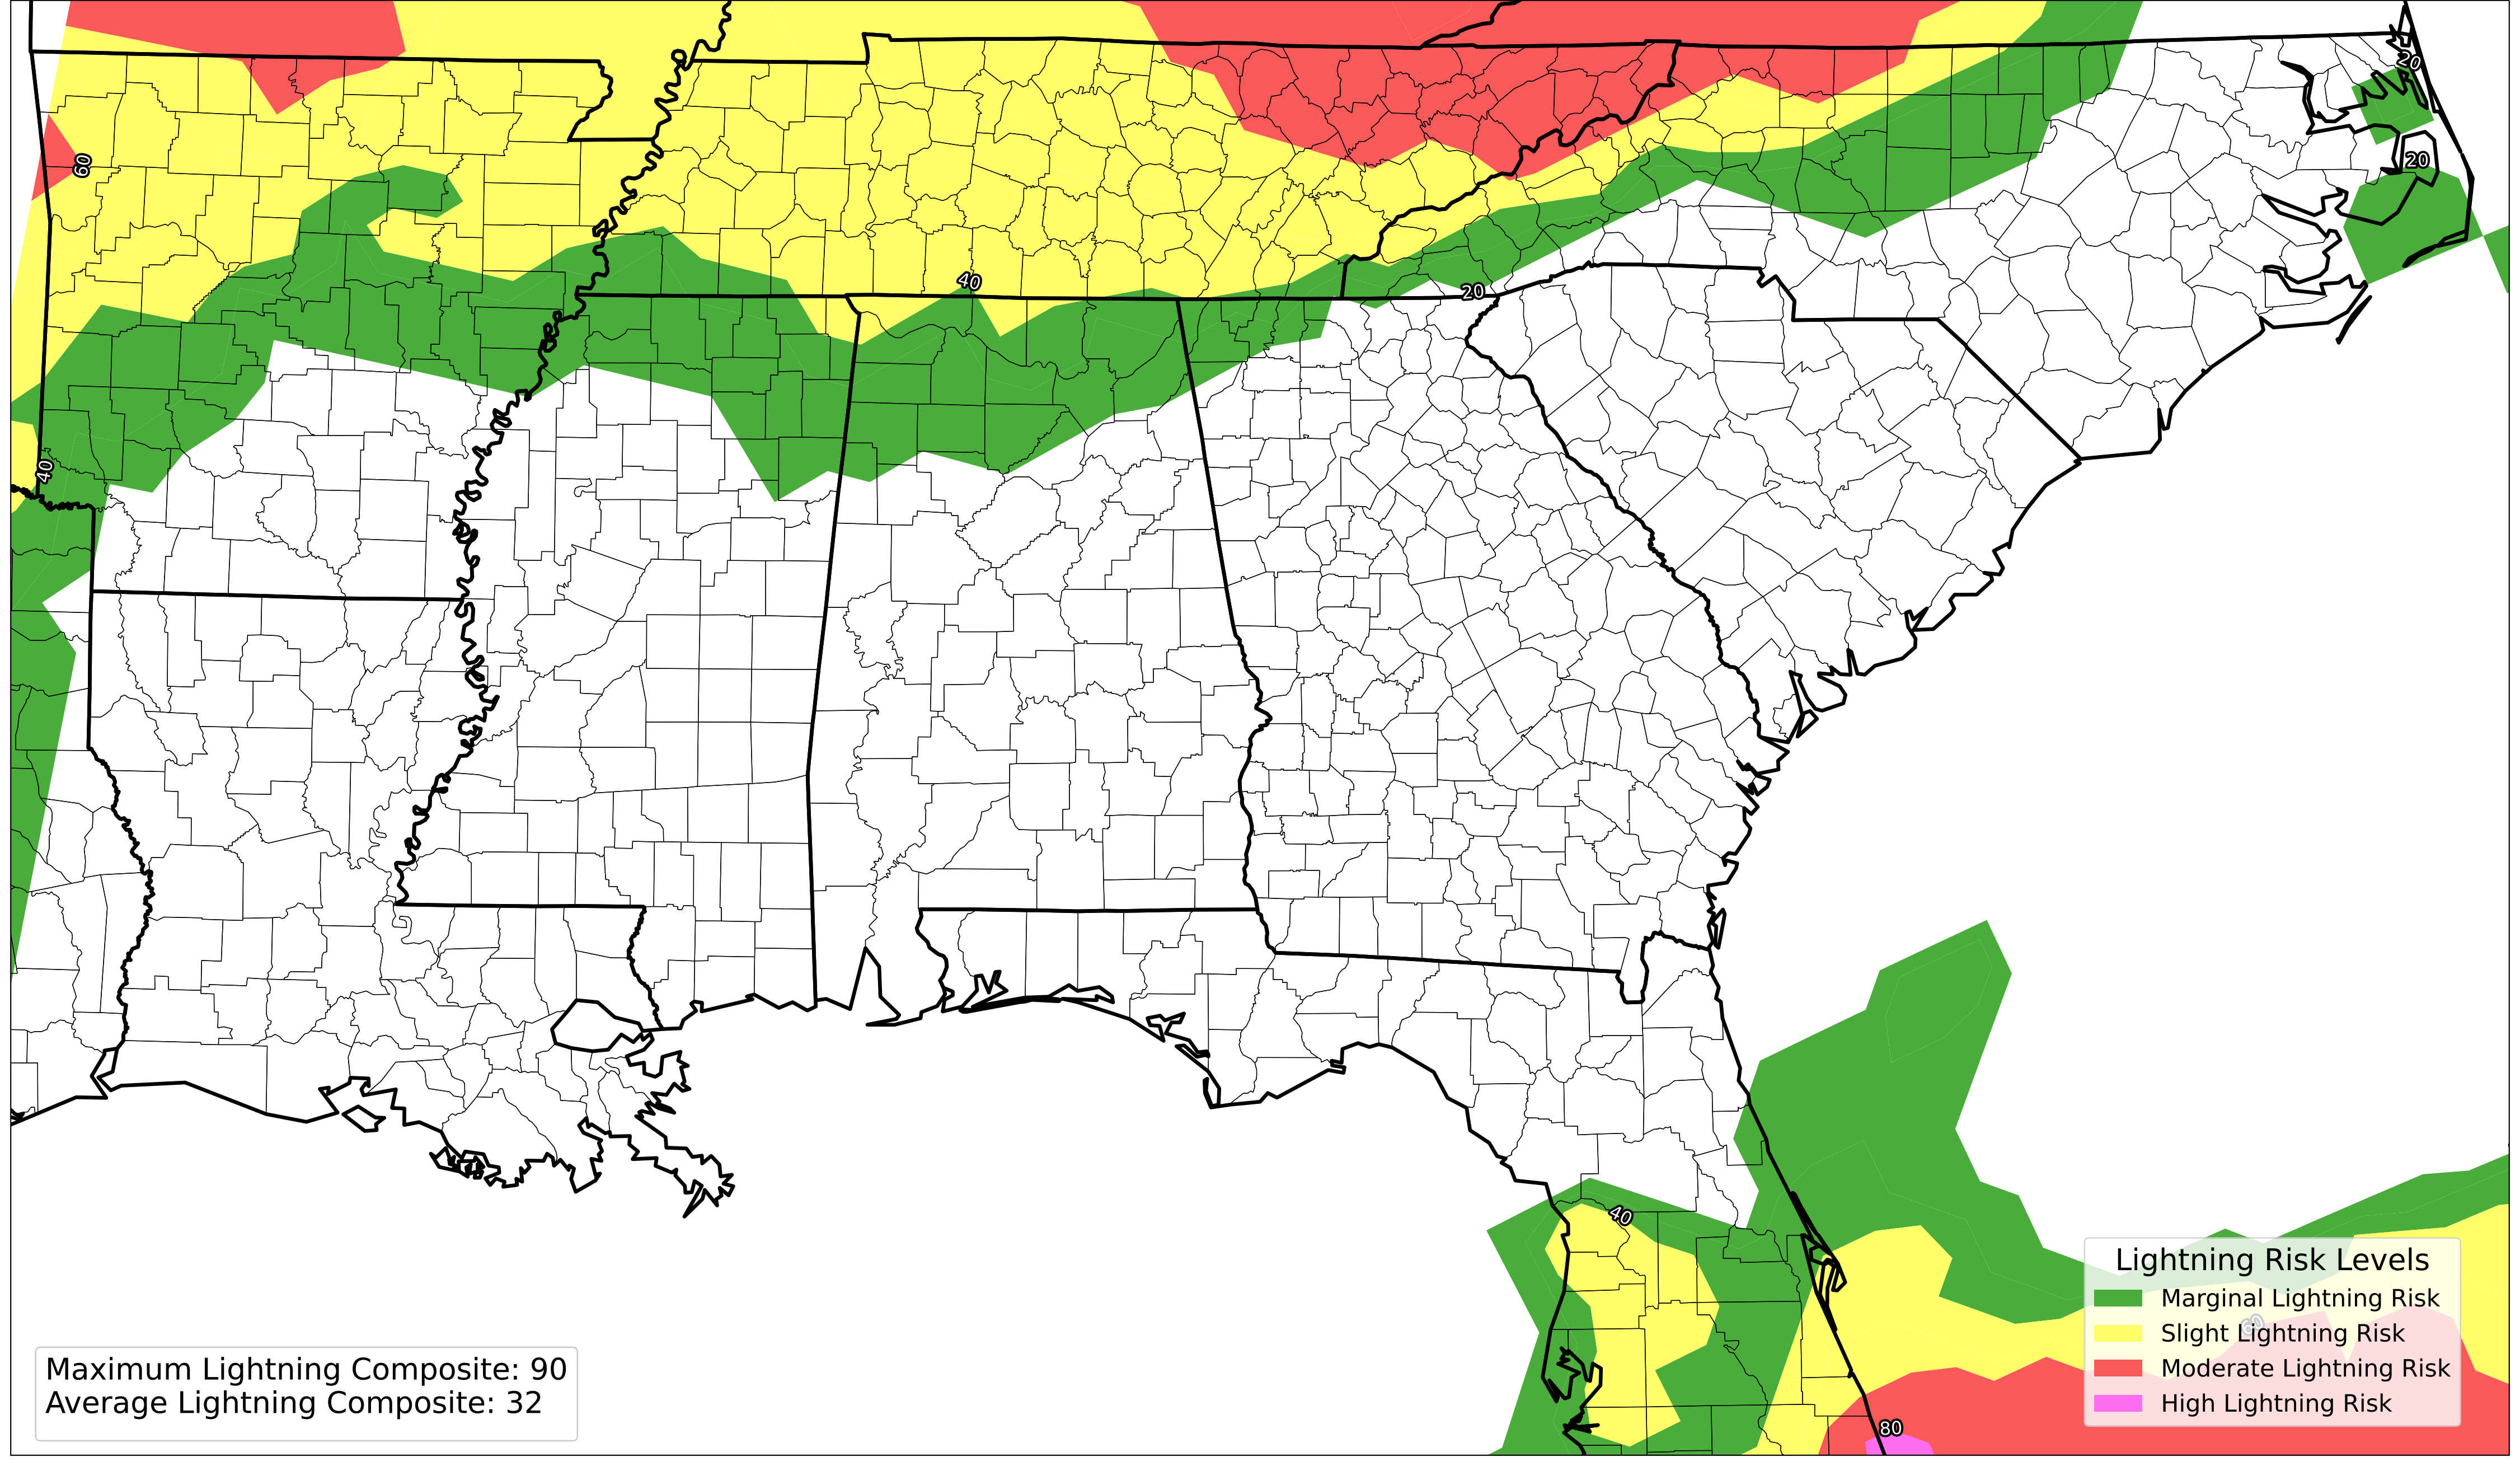 20
60
20
40
20
40
40
Lightning Risk Levels
Marginal Lightning Risk
Slight Lightning Risk
Moderate Lightning Risk
High Lightning Risk
Maximum Lightning Composite: 90
Average Lightning Composite: 32
80